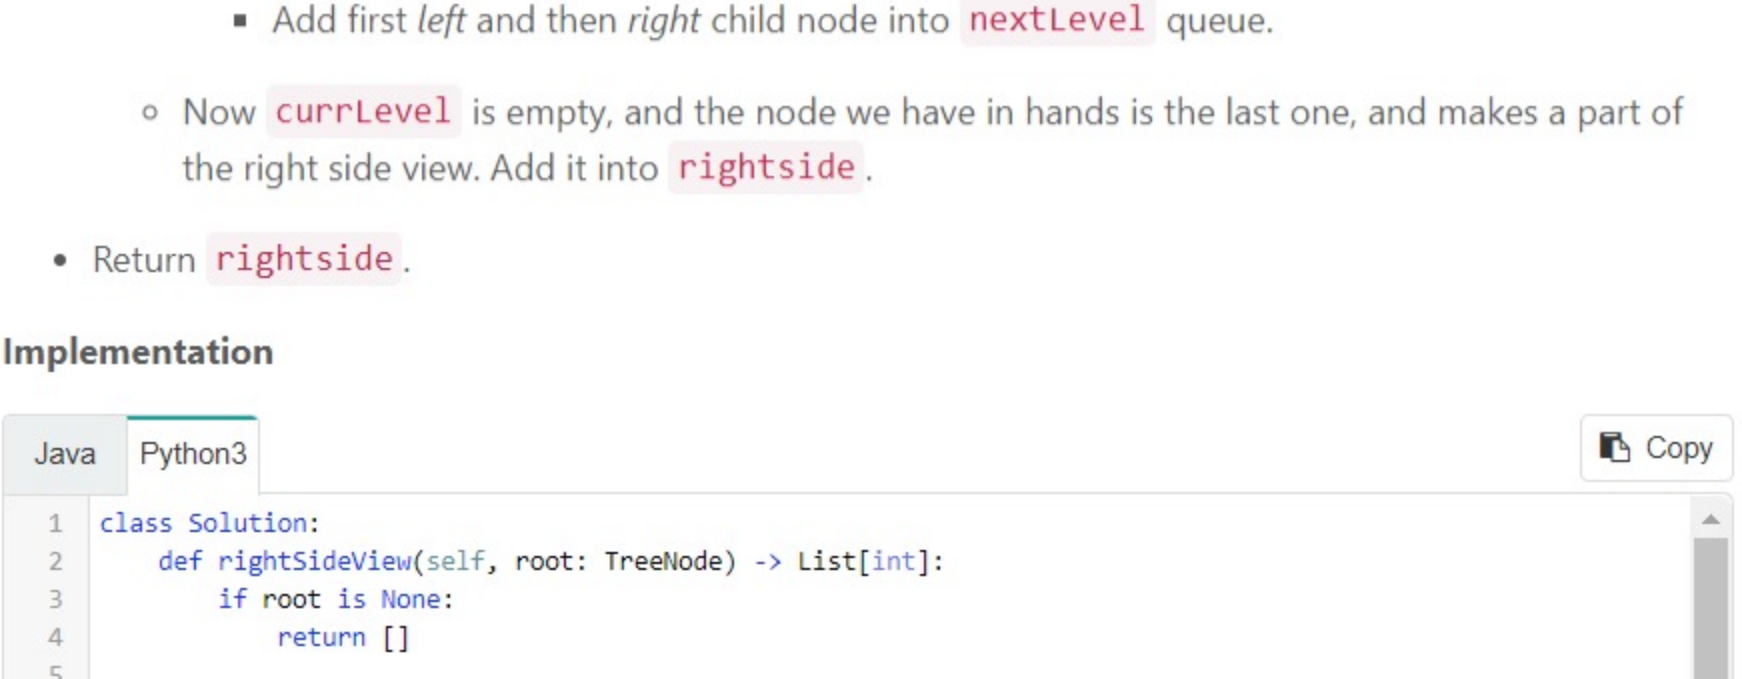 ▪ Add first left and then right child node into nextLevel queue.
○ Now currLevel is empty, and the node we have in hands is the last one, and makes a part of
the right side view. Add it into rightside.
• Return rightside.
Implementation
Java Python3 Copy
1 class Solution:
2     def rightSideView(self, root: TreeNode) -> List[int]:
3         if root is None:
4             return []
5